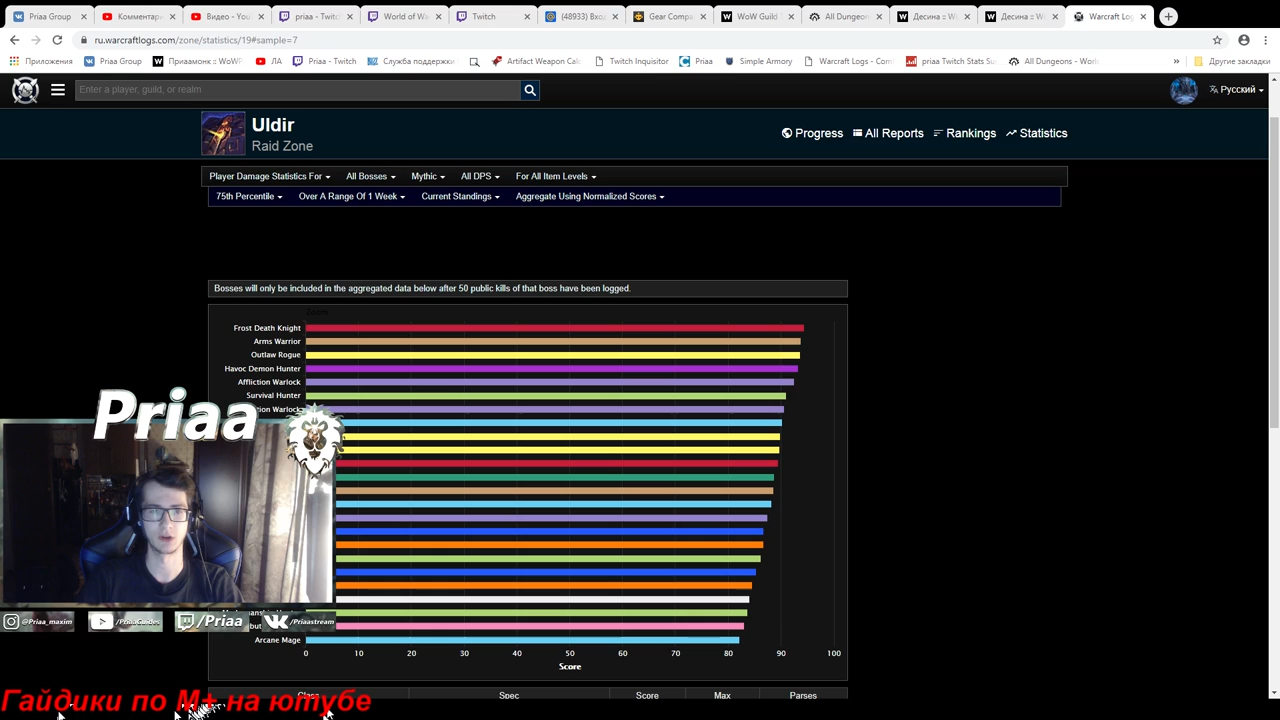 Priaa Group
Комментар
Видео - You
priaa - Twitc
World of Wa
Twitch
(48933) Вхо
Gear Compa
WoW Guild
All Dungeon
Десина :: W
Десина :: W
Warcraft Log
ru.warcraftlogs.com/zone/statistics/19#sample=7
Приложения
Priaa Group
Приаамонк :: WoWP
ЛА
Priaa - Twitch
Служба поддержки
Artifact Weapon Calc
Twitch Inquisitor
Priaa
Simple Armory
Warcraft Logs - Com
priaa Twitch Stats Su
All Dungeons - Worl
»
Другие закладки
Enter a player, guild, or realm
Русский
Uldir
Raid Zone
Progress
All Reports
Rankings
Statistics
Player Damage Statistics For
All Bosses
Mythic
All DPS
For All Item Levels
75th Percentile
Over A Range Of 1 Week
Current Standings
Aggregate Using Normalized Scores
Bosses will only be included in the aggregated data below after 50 public kills of that boss have been logged.
Zoom
Frost Death Knight
Arms Warrior
Outlaw Rogue
Havoc Demon Hunter
Affliction Warlock
Survival Hunter
ction Warlock
Priaa
Arcane Mage
0 10 20 30 40 50 60 70 80 90 100
Score
@Priaa_maxim
/PriaaGuides
/Priaa
/Priaastream
Class Spec Score Max Parses
Гайдики по М+ на ютубе